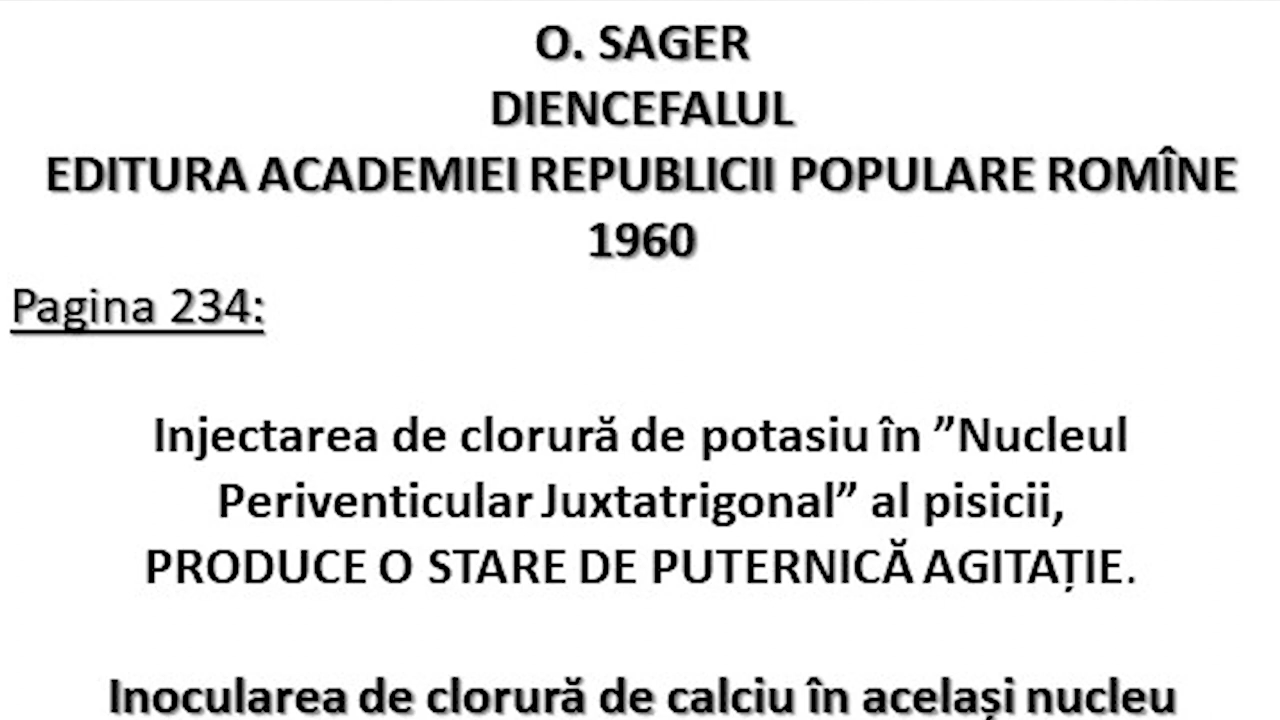 O. SAGER
DIENCEFALUL
EDITURA ACADEMIEI REPUBLICII POPULARE ROMÎNE
1960
Pagina 234:
Injectarea de clorură de potasiu în ”Nucleul
Periventicular Juxtatrigonal” al pisicii,
PRODUCE O STARE DE PUTERNICĂ AGITAȚIE.
Inocularea de clorură de calciu în același nucleu